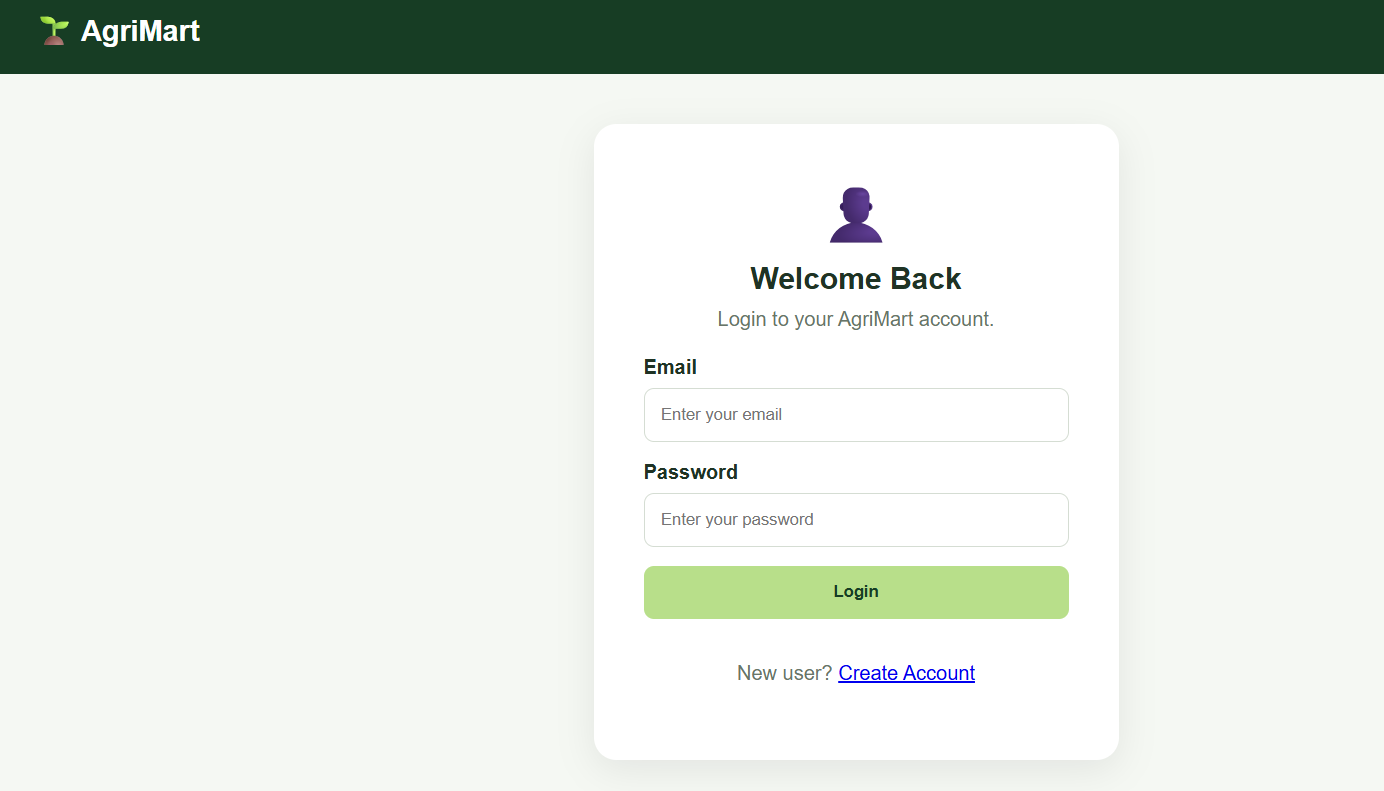 AgriMart
Welcome Back
Login to your AgriMart account.
Email
Enter your email
Password
Enter your password
Login
New user? Create Account